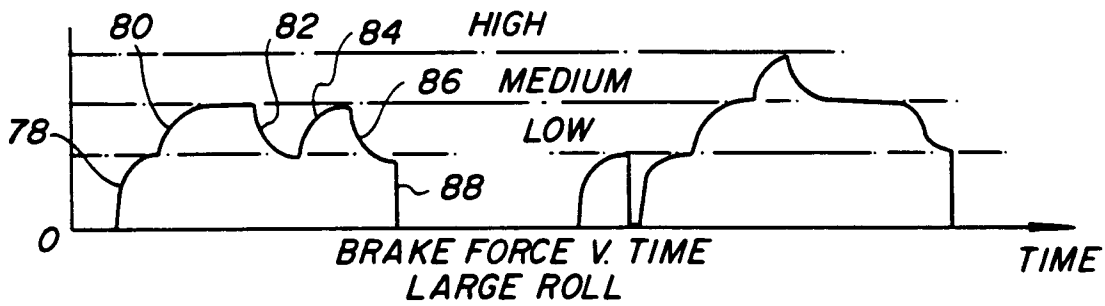 HIGH
80
82
84
MEDIUM
86
78
LOW
88
0
BRAKE FORCE V. TIME
LARGE ROLL
TIME